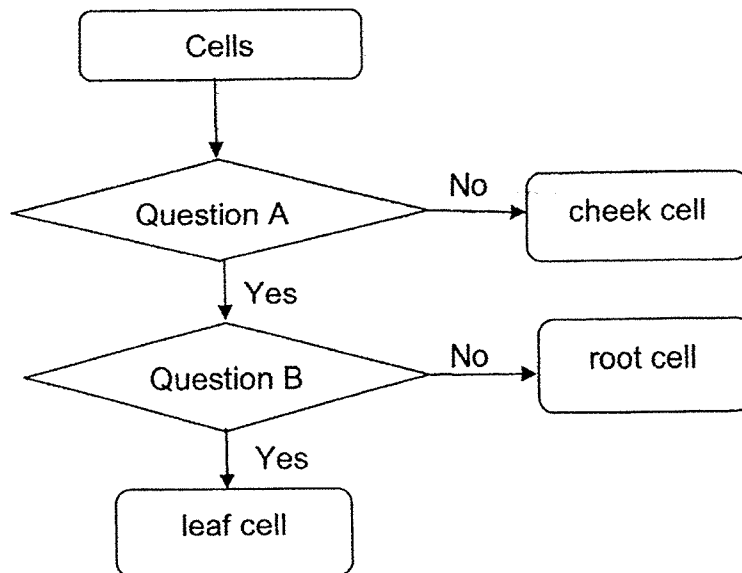 Cells
Question A
No
cheek cell
Yes
Question B
No
root cell
Yes
leaf cell